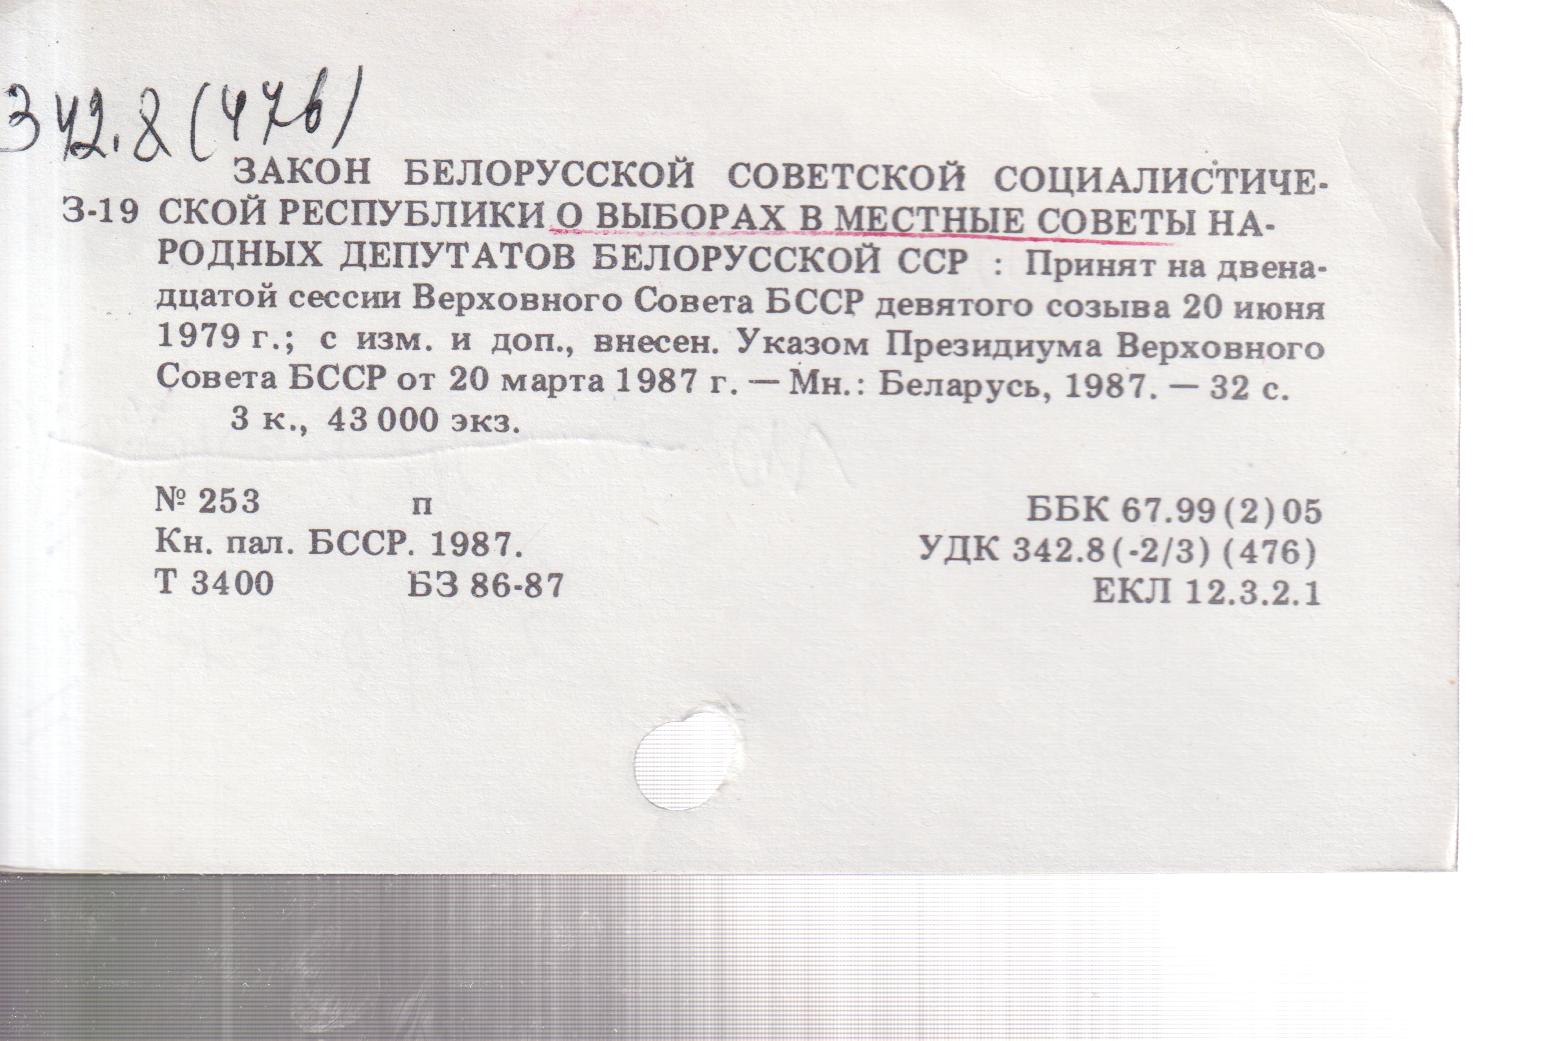 342.8(476)
ЗАКОН БЕЛОРУССКОЙ СОВЕТСКОЙ СОЦИАЛИСТИЧЕ-
З-19 СКОЙ РЕСПУБЛИКИ О ВЫБОРАХ В МЕСТНЫЕ СОВЕТЫ НА-
РОДНЫХ ДЕПУТАТОВ БЕЛОРУССКОЙ ССР : Принят на двена-
дцатой сессии Верховного Совета БССР девятого созыва 20 июня
1979 г.; с изм. и доп., внесен. Указом Президиума Верховного
Совета БССР от 20 марта 1987 г. — Мн.: Беларусь, 1987. — 32 с.
3 к., 43 000 экз.
№ 253 п ББК 67.99(2)05
Кн. пал. БССР. 1987. УДК 342.8(-2/3) (476)
Т 3400 БЗ 86-87 ЕКЛ 12.3.2.1